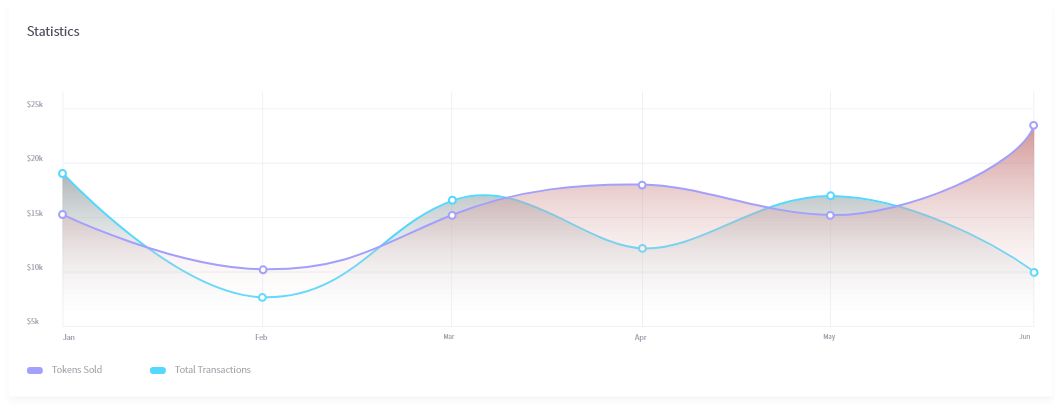 Statistics
$25k
$20k
$15k
$10k
$5k
Jan Feb Mar Apr May Jun
Tokens Sold Total Transactions